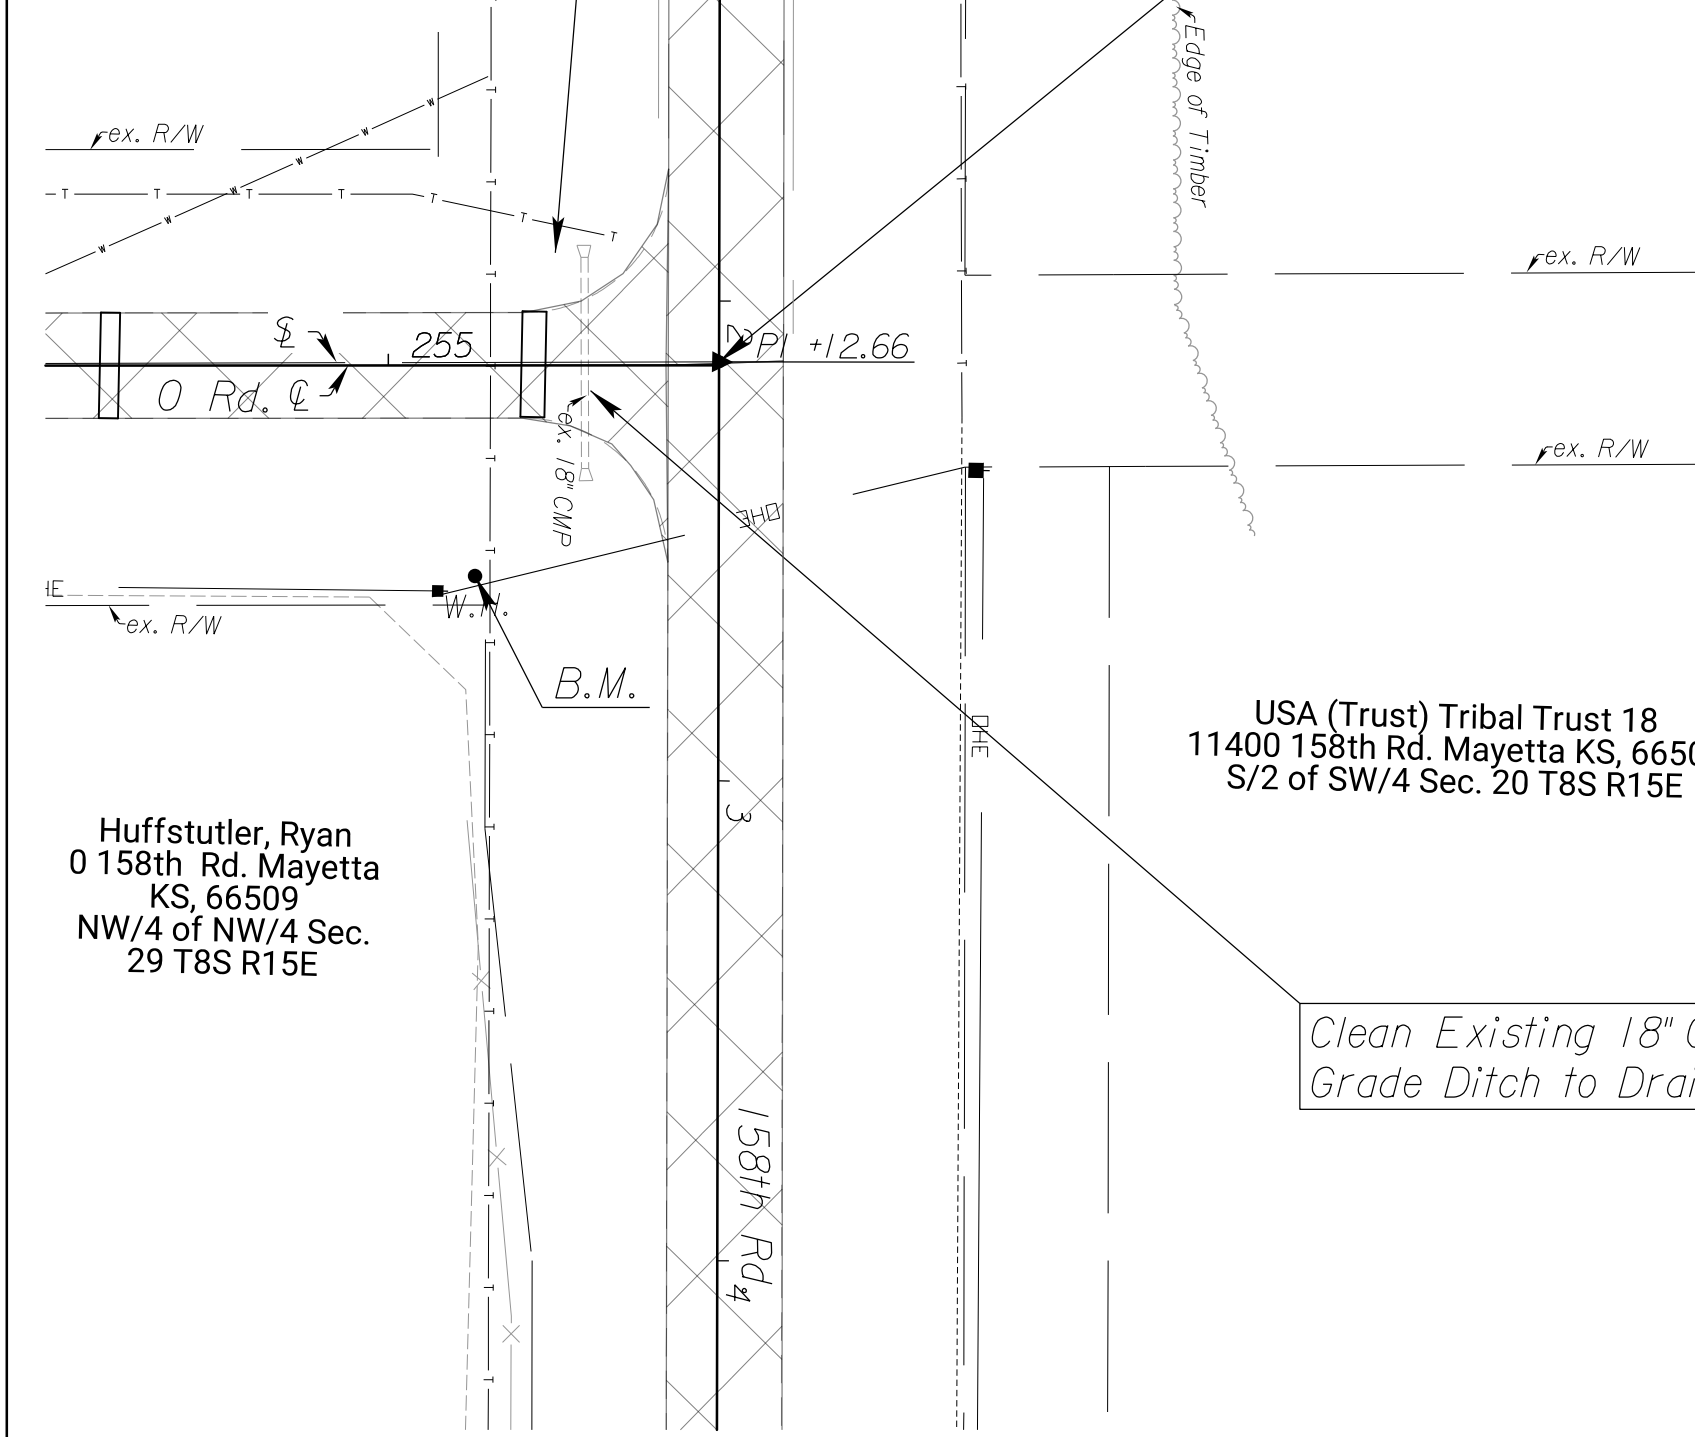 Edge of Timber
ex. R/W
T T T T T T T
W W W W W W
ex. R/W
255
2
PI +12.66
O Rd. ℄
ex. 18" CMP
ex. R/W
OHE
ex. R/W
B.M.
OHE
USA (Trust) Tribal Trust 18
11400 158th Rd. Mayetta KS,
S/2 of SW/4 Sec. 20 T8S R15E
3
Huffstutler, Ryan
0 158th Rd. Mayetta
KS, 66509
NW/4 of NW/4 Sec.
29 T8S R15E
Clean Existing 18"
Grade Ditch to
158th Rd.
4